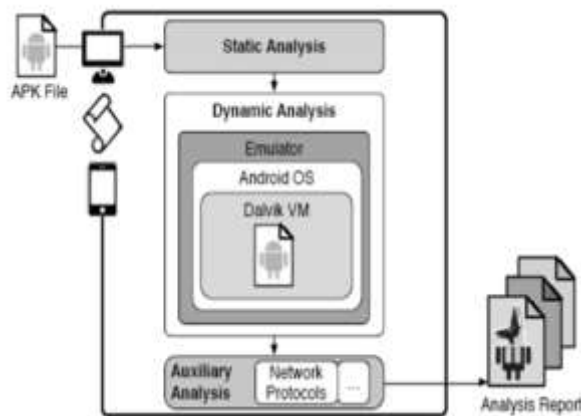 Static Analysis
APK File
Dynamic Analysis
Emulator
Android OS
Dalvik VM
Auxiliary
Analysis
Network
Protocols
...
Analysis Report